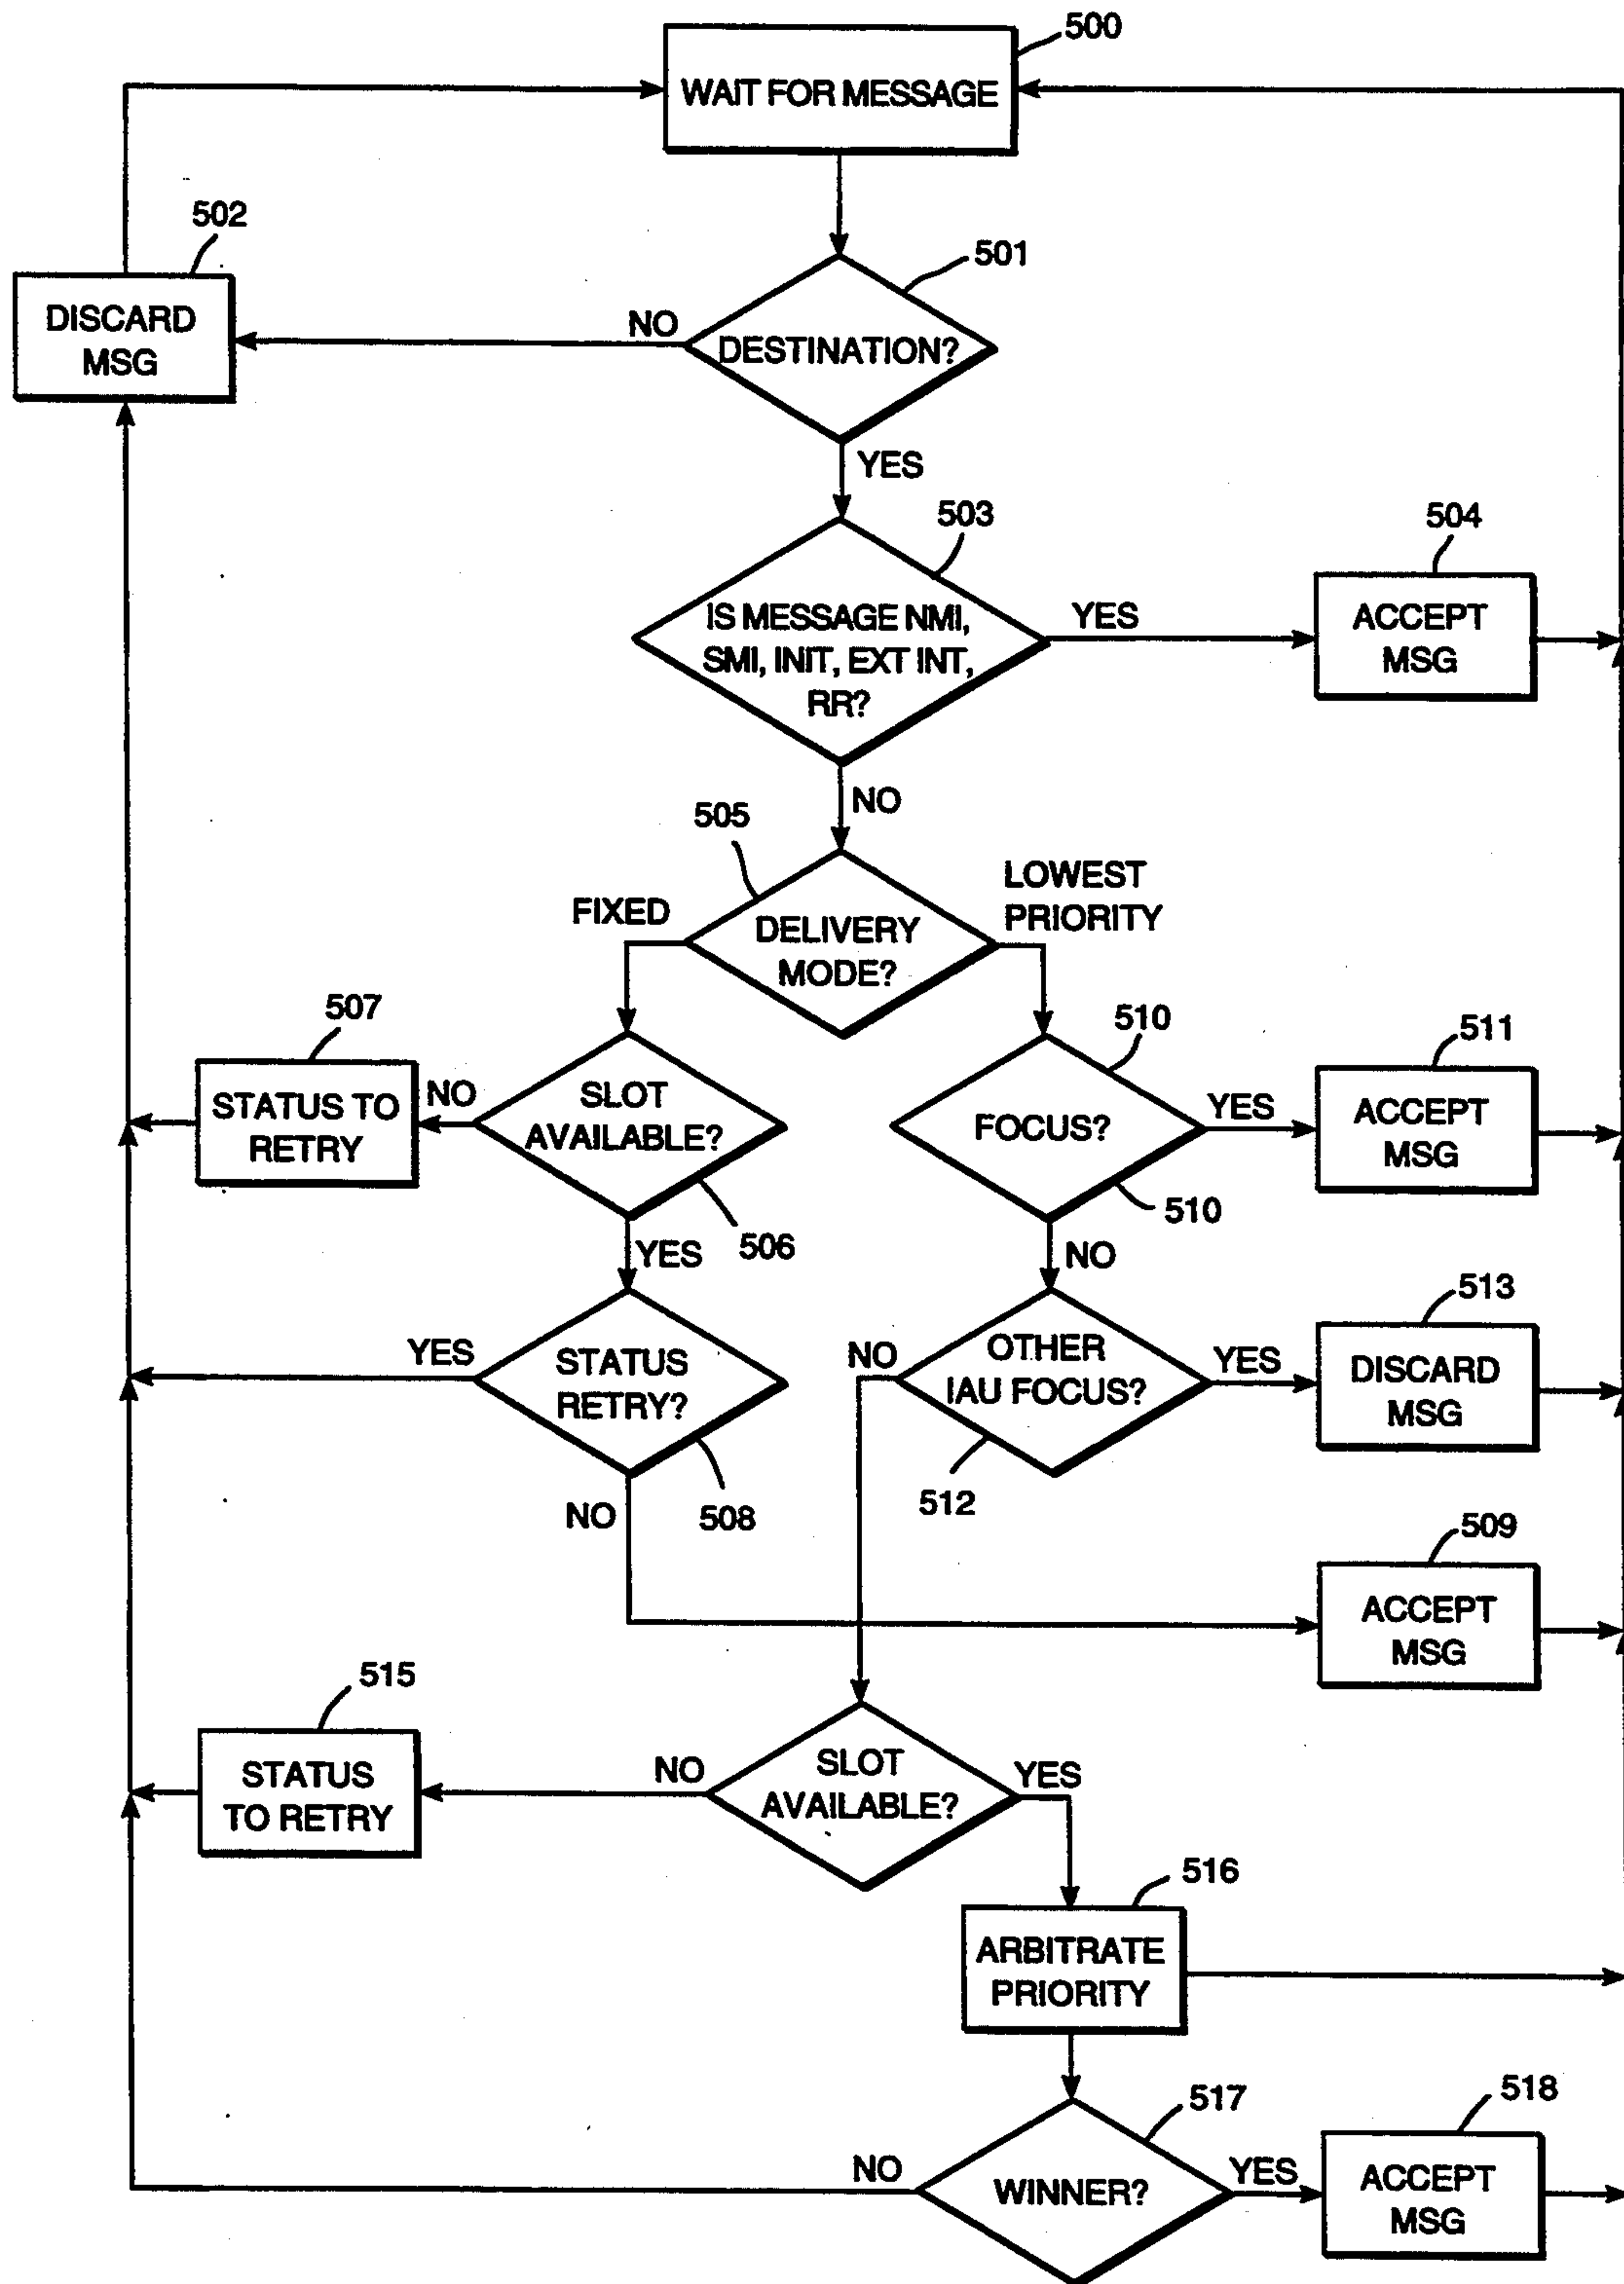 500
WAIT FOR MESSAGE
502
501
DISCARD
MSG
NO
DESTINATION?
YES
503
504
IS MESSAGE NMI,
SMI, INIT, EXT INT,
RR?
YES
ACCEPT
MSG
NO
505
FIXED
LOWEST
PRIORITY
DELIVERY
MODE?
507
510
511
STATUS TO
RETRY
NO
SLOT
AVAILABLE?
FOCUS?
YES
ACCEPT
MSG
506
510
YES
NO
513
YES
STATUS
RETRY?
NO
OTHER
IAU FOCUS?
YES
DISCARD
MSG
508
512
NO
509
ACCEPT
MSG
515
STATUS
TO RETRY
NO
SLOT
AVAILABLE?
YES
516
ARBITRATE
PRIORITY
517
518
NO
WINNER?
YES
ACCEPT
MSG